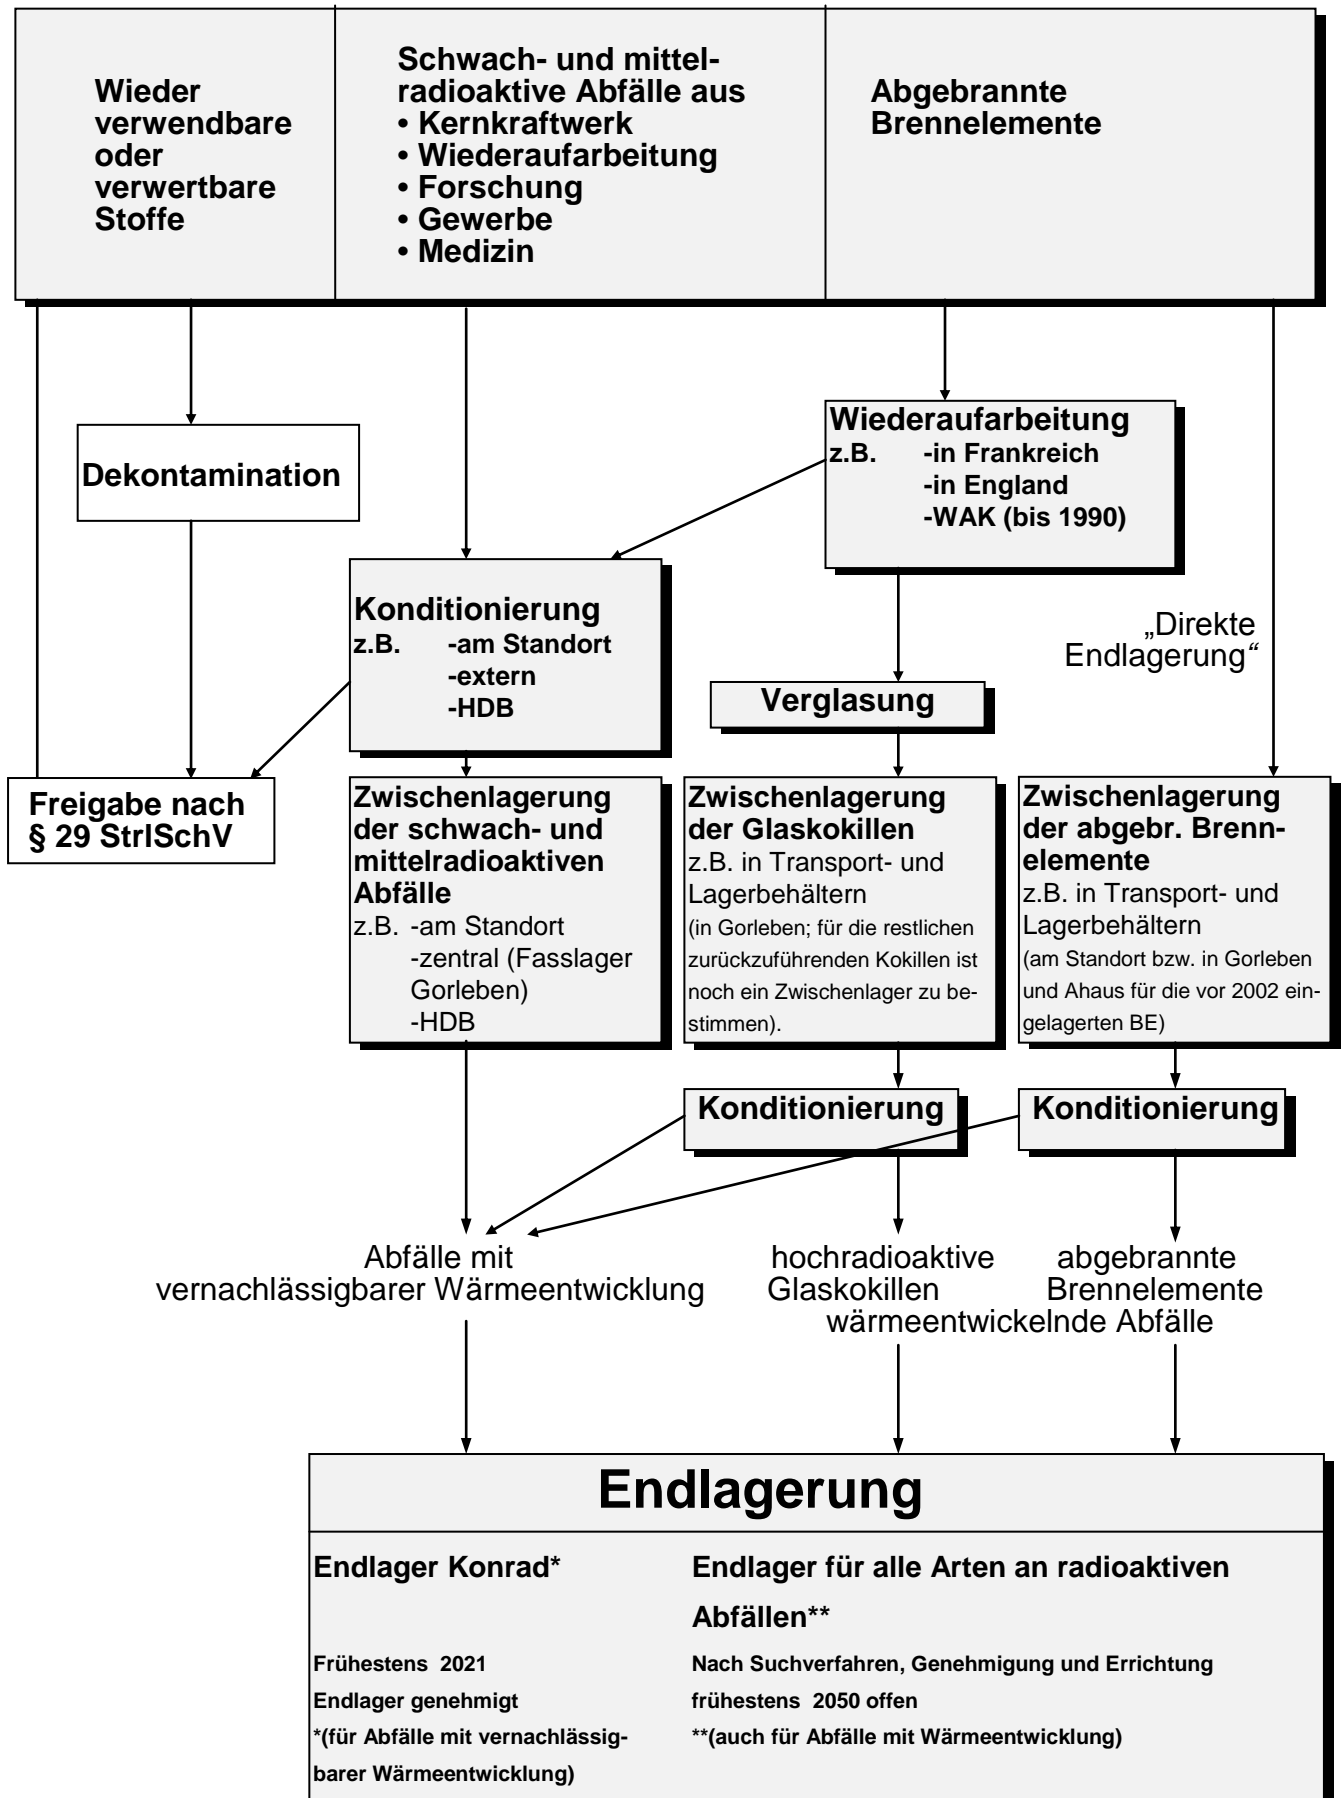 Wieder
verwendbare
oder
verwertbare
Stoffe
Schwach- und mittel-
radioaktive Abfälle aus
• Kernkraftwerk
• Wiederaufarbeitung
• Forschung
• Gewerbe
• Medizin
Abgebrannte
Brennelemente
Dekontamination
Wiederaufarbeitung
z.B. -in Frankreich
-in England
-WAK (bis 1990)
Konditionierung
z.B. -am Standort
-extern
-HDB
„Direkte
Endlagerung“
Verglasung
Freigabe nach
§ 29 StrlSchV
Zwischenlagerung
der schwach- und
mittelradioaktiven
Abfälle
z.B. -am Standort
-zentral (Fasslager
Gorleben)
-HDB
Zwischenlagerung
der Glaskokillen
z.B. in Transport- und
Lagerbehältern
(in Gorleben; für die restlichen
zurückzuführenden Kokillen ist
noch ein Zwischenlager zu be-
stimmen).
Zwischenlagerung
der abgebr. Brenn-
elemente
z.B. in Transport- und
Lagerbehältern
(am Standort bzw. in Gorleben
und Ahaus für die vor 2002 ein-
gelagerten BE)
Konditionierung
Konditionierung
Abfälle mit
vernachlässigbarer Wärmeentwicklung
hochradioaktive
Glaskokillen
abgebrannte
Brennelemente
wärmeentwickelnde Abfälle
Endlagerung
Endlager Konrad*
Frühestens 2021
Endlager genehmigt
*(für Abfälle mit vernachlässig-
barer Wärmeentwicklung)
Endlager für alle Arten an radioaktiven
Abfällen**
Nach Suchverfahren, Genehmigung und Errichtung
frühestens 2050 offen
**(auch für Abfälle mit Wärmeentwicklung)